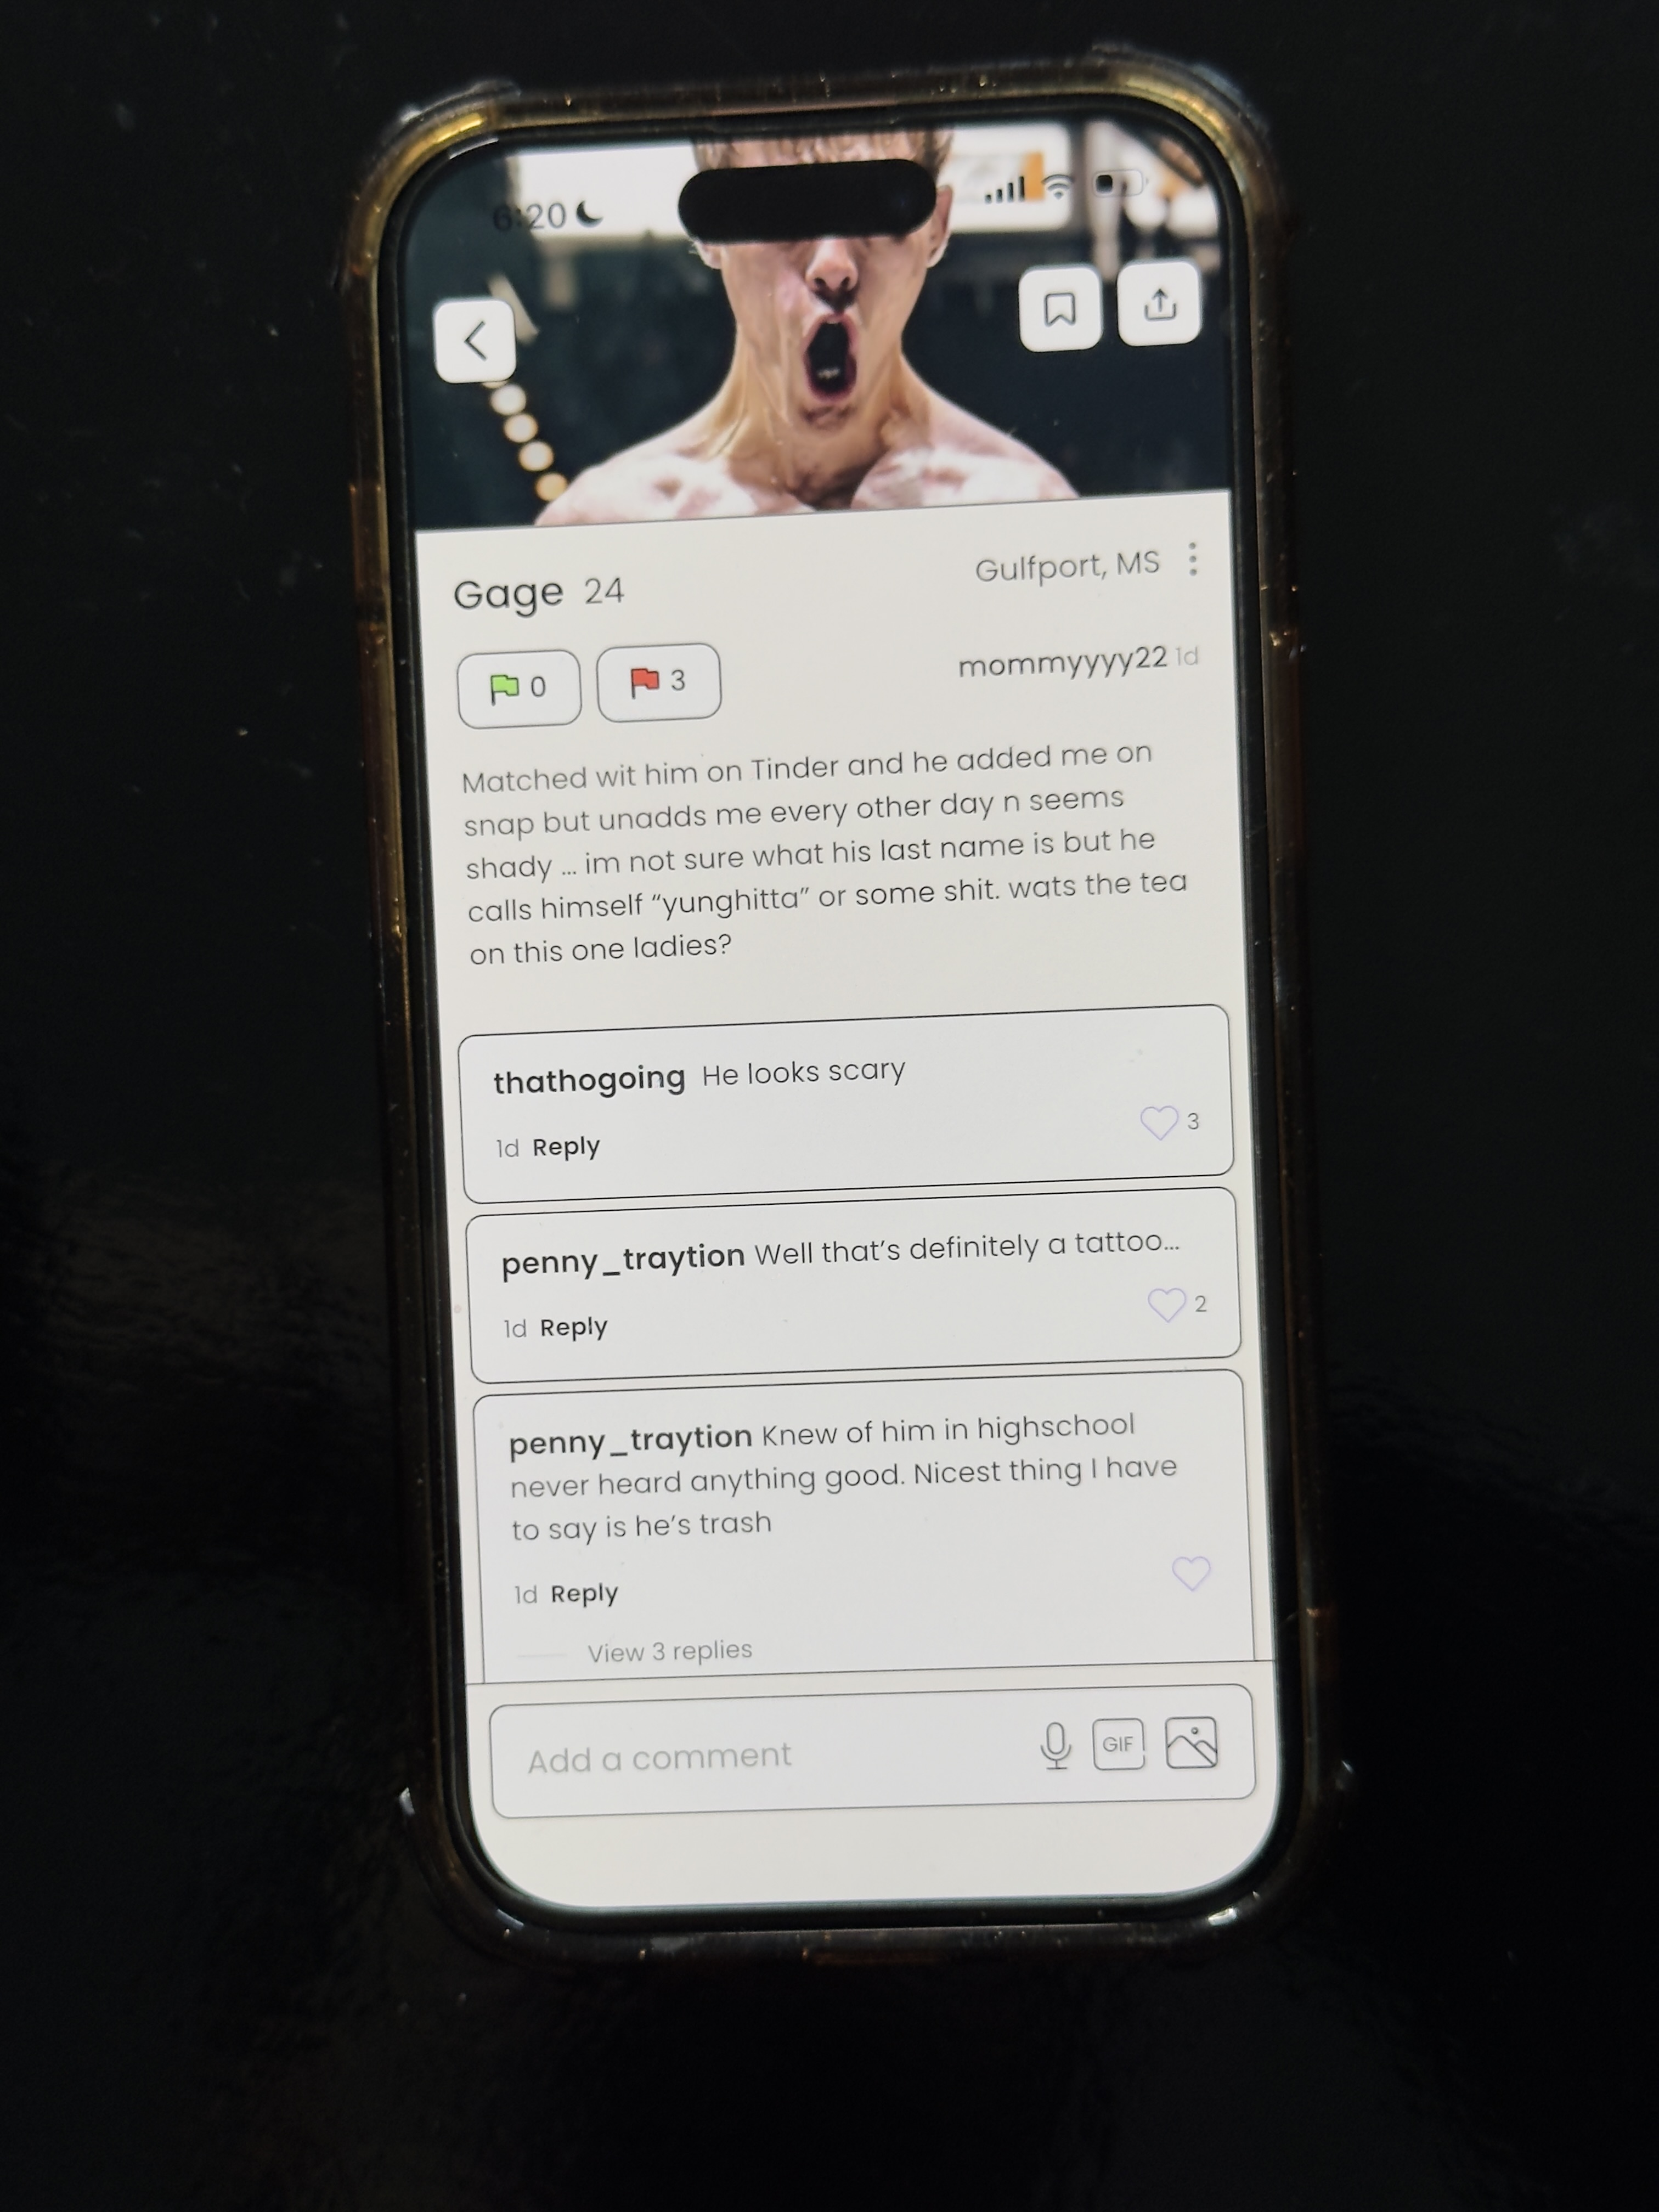 6:20
Gage 24
Gulfport, MS
0
3
mommyyyy22 1d
Matched wit him on Tinder and he added me on
snap but unadds me every other day n seems
shady ... im not sure what his last name is but he
calls himself “yunghitta” or some shit. wats the tea
on this one ladies?
thathogoing He looks scary
1d Reply
3
penny_traytion Well that’s definitely a tattoo...
1d Reply
2
penny_traytion Knew of him in highschool
never heard anything good. Nicest thing I have
to say is he’s trash
1d Reply
View 3 replies
Add a comment
GIF